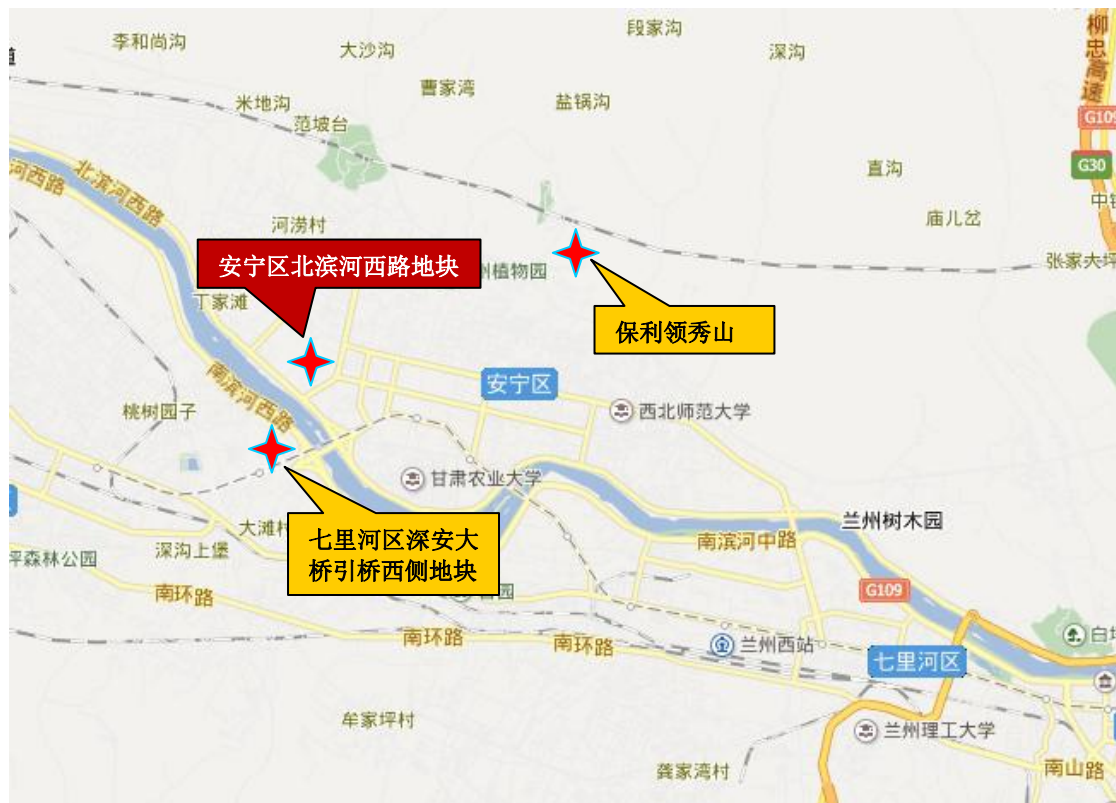 李和尚沟
大沙沟
段家沟
深沟
柳忠高速
曹家湾
米地沟
盐锅沟
范坡台
G109
G30
直沟
中
河西路
北滨河西路
河涝村
庙儿岔
安宁区北滨河西路地块
植物园
张家大坪
丁家滩
保利领秀山
南滨河西路
安宁区
桃树园子
西北师范大学
甘肃农业大学
大滩村
七里河区深安大
桥引桥西侧地块
兰州树木园
深沟上堡
南滨河中路
坪森林公园
南环路
园
G109
南环路
南环路
兰州西站
七里河区
白
牟家坪村
兰州理工大学
龚家湾村
南山路